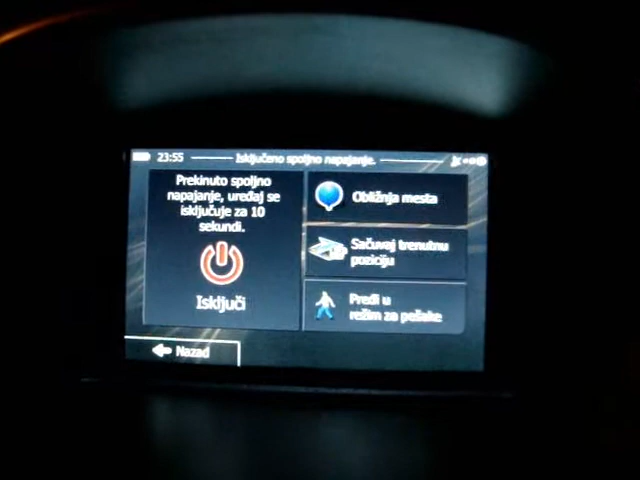 23:55
Isključeno spoljno napajanje.
Prekinuto spoljno
napajanje, uređaj se
isključuje za 10
sekundi.
Isključi
Obližnja mesta
Sačuvaj trenutnu
poziciju
Pređi u
režim za pešake
Nazad